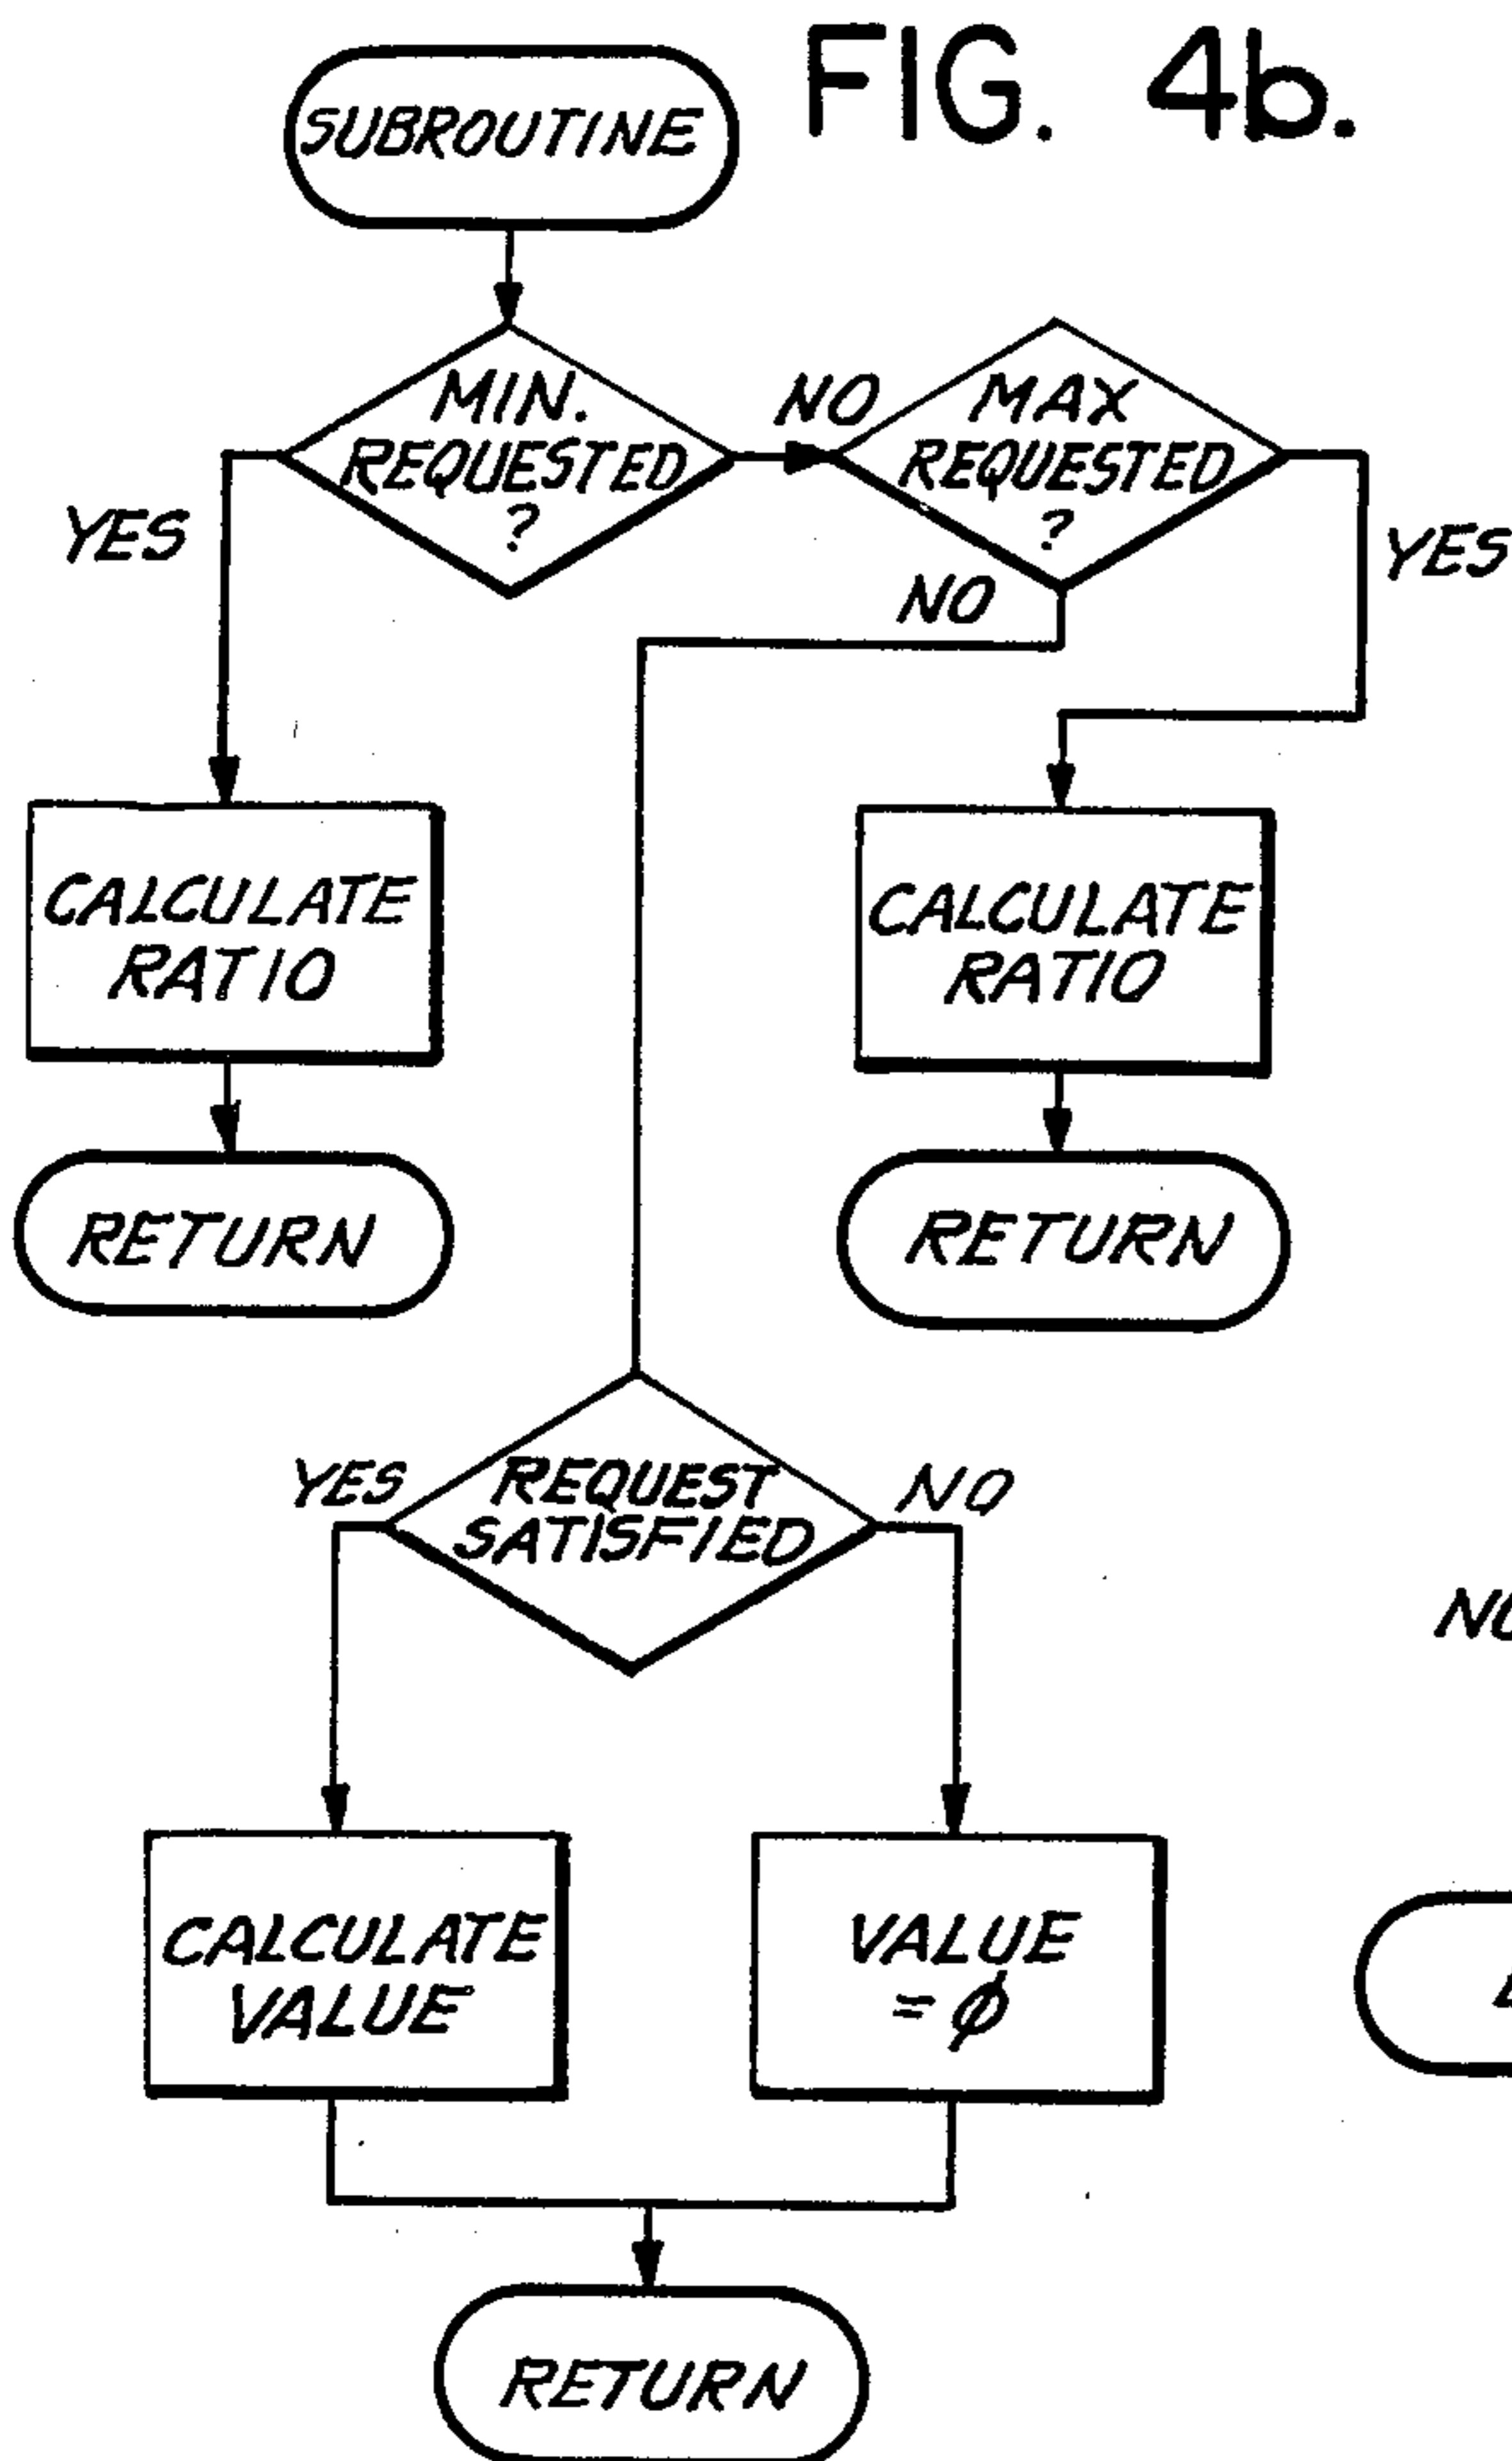 FIG. 4b.
SUBROUTINE
MIN.
REQUESTED
?
NO
MAX
REQUESTED
?
YES
NO
YES
CALCULATE
RATIO
CALCULATE
RATIO
RETURN
RETURN
YES
REQUEST
SATISFIED
NO
CALCULATE
VALUE
VALUE
= φ
RETURN